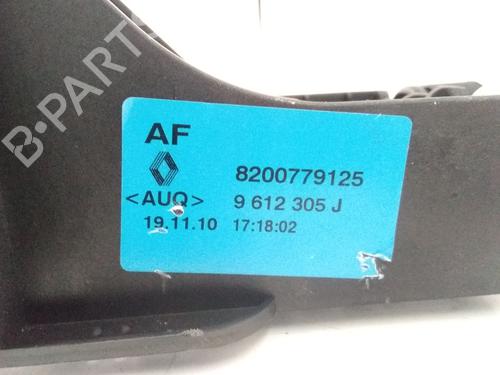 B-PARTS
AF
8200779125
<AUQ> 9 612 305 J
19.11.10 17:18:02